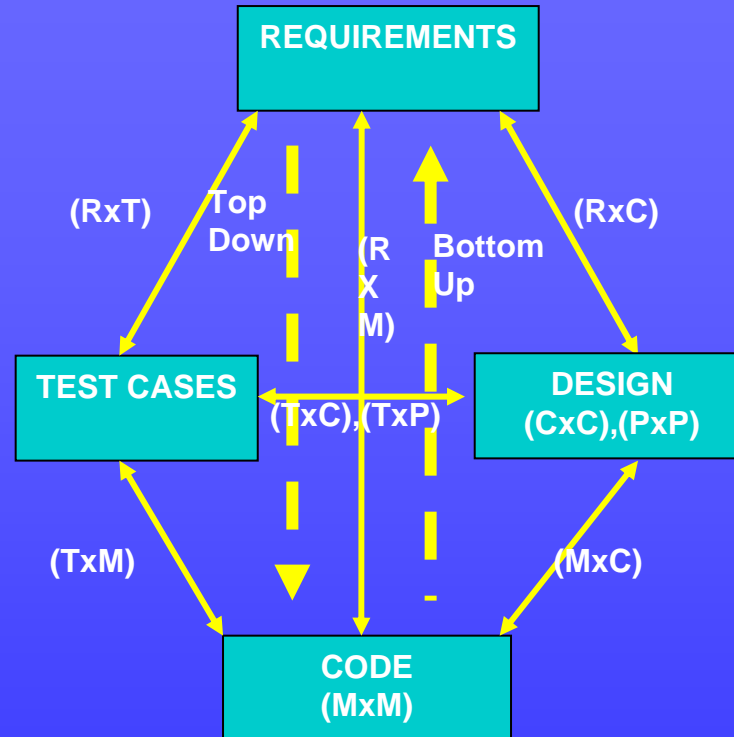 REQUIREMENTS
(RxT)
Top
Down
(R
X
M)
Bottom
Up
(RxC)
TEST CASES
(TxC),(TxP)
DESIGN
(CxC),(PxP)
(TxM)
(MxC)
CODE
(MxM)